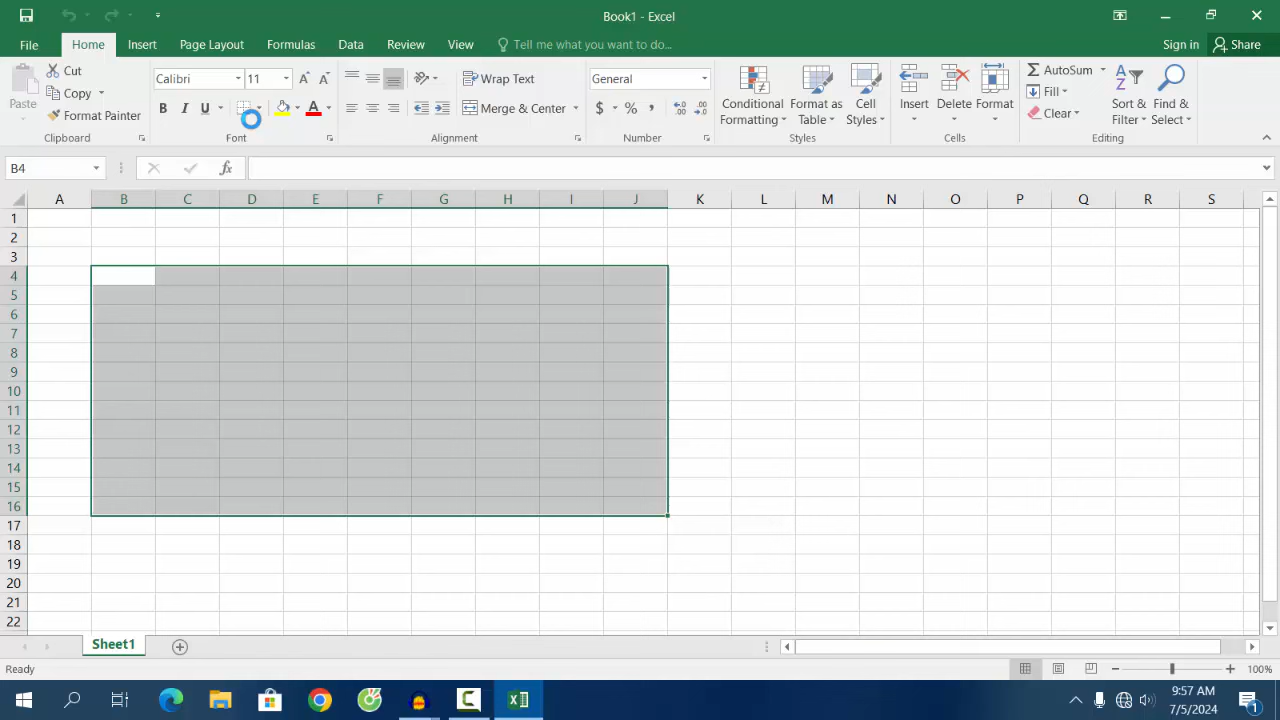 Book1 - Excel
File Home Insert Page Layout Formulas Data Review View Tell me what you want to do... Sign in Share
Paste Cut Calibri 11 Wrap Text General Conditional Formatting Format as Table Cell Styles Insert Delete Format AutoSum Sort & Filter Find & Select
Copy B I U A Merge & Center $ % , Fill
Format Painter Clear
Clipboard Font Alignment Number Styles Cells Editing
B4 fx
A B C D E F G H I J K L M N O P Q R S
1
2
3
4
5
6
7
8
9
10
11
12
13
14
15
16
17
18
19
20
21
22
Sheet1
Ready 100%
9:57 AM
7/5/2024 1